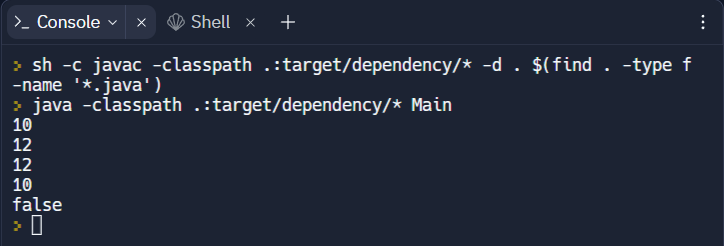 Console
Shell
> sh -c javac -classpath .:target/dependency/* -d . $(find . -type f
-name '*.java')
> java -classpath .:target/dependency/* Main
10
12
12
10
false
>